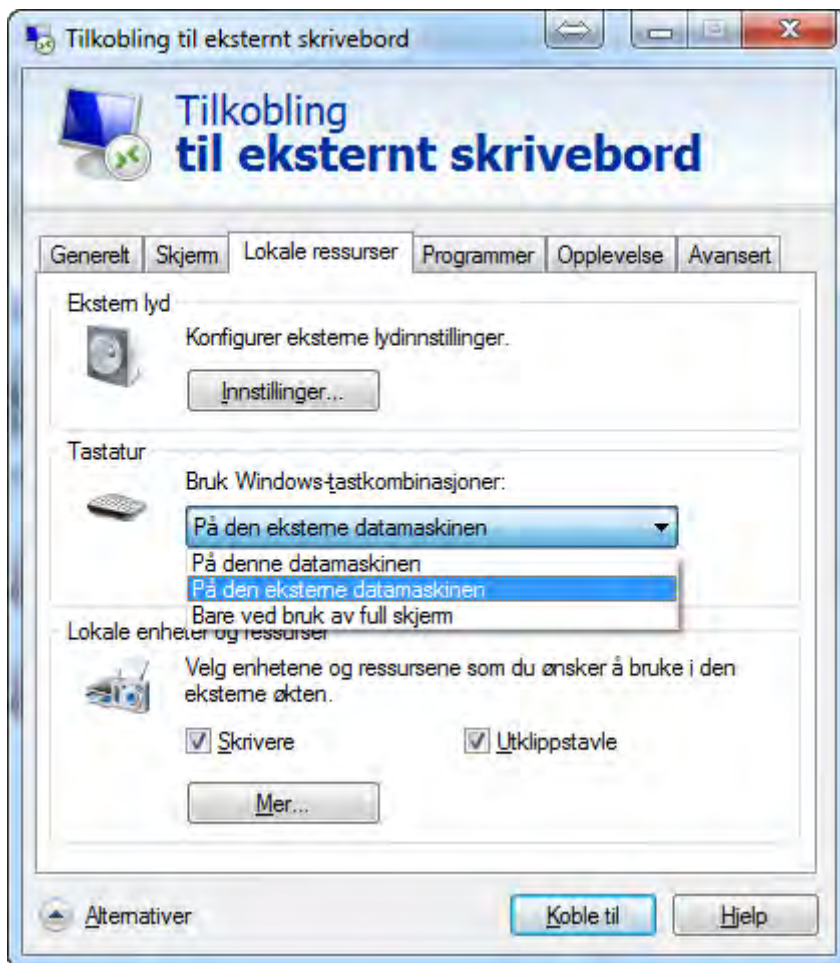 Tilkobling til eksternt skrivebord
Tilkobling
til eksternt skrivebord
Generelt Skjerm Lokale ressurser Programmer Opplevelse Avansert
Ekstern lyd
Konfigurer eksterne lydinnstillinger.
Innstillinger...
Tastatur
Bruk Windows-tastkombinasjoner:
På den eksterne datamaskinen
På denne datamaskinen
På den eksterne datamaskinen
Bare ved bruk av full skjerm
Lokale enheter og ressurser
Velg enhetene og ressursene som du ønsker å bruke i den
eksterne økten.
Skrivere Utklippstavle
Mer...
Alternativer Koble til Hjelp